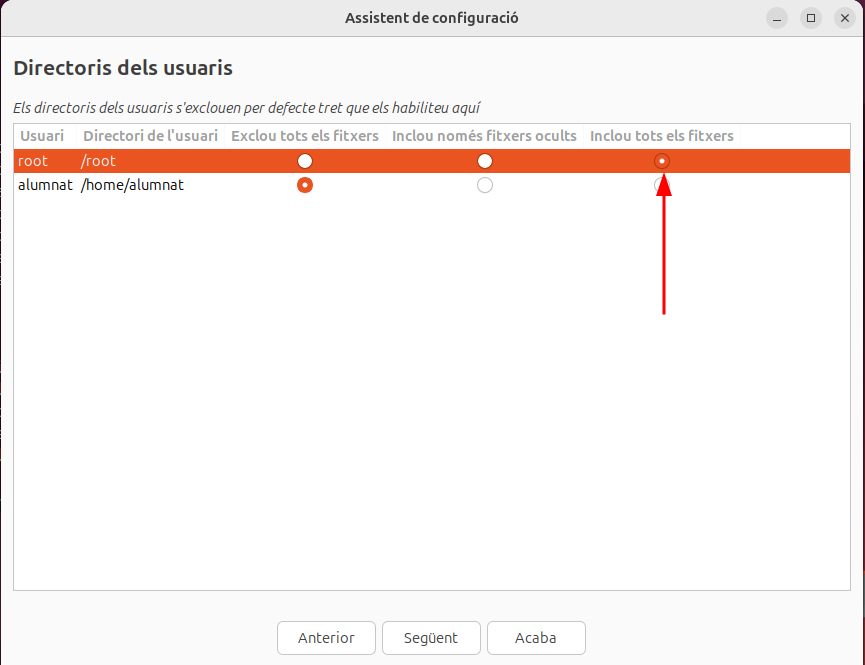 Assistent de configuració
Directoris dels usuaris
Els directoris dels usuaris s'exclouen per defecte tret que els habiliteu aquí
Usuari Directori de l'usuari Exclou tots els fitxers Inclou només fitxers ocults Inclou tots els fitxers
root /root
alumnat /home/alumnat
Anterior Següent Acaba